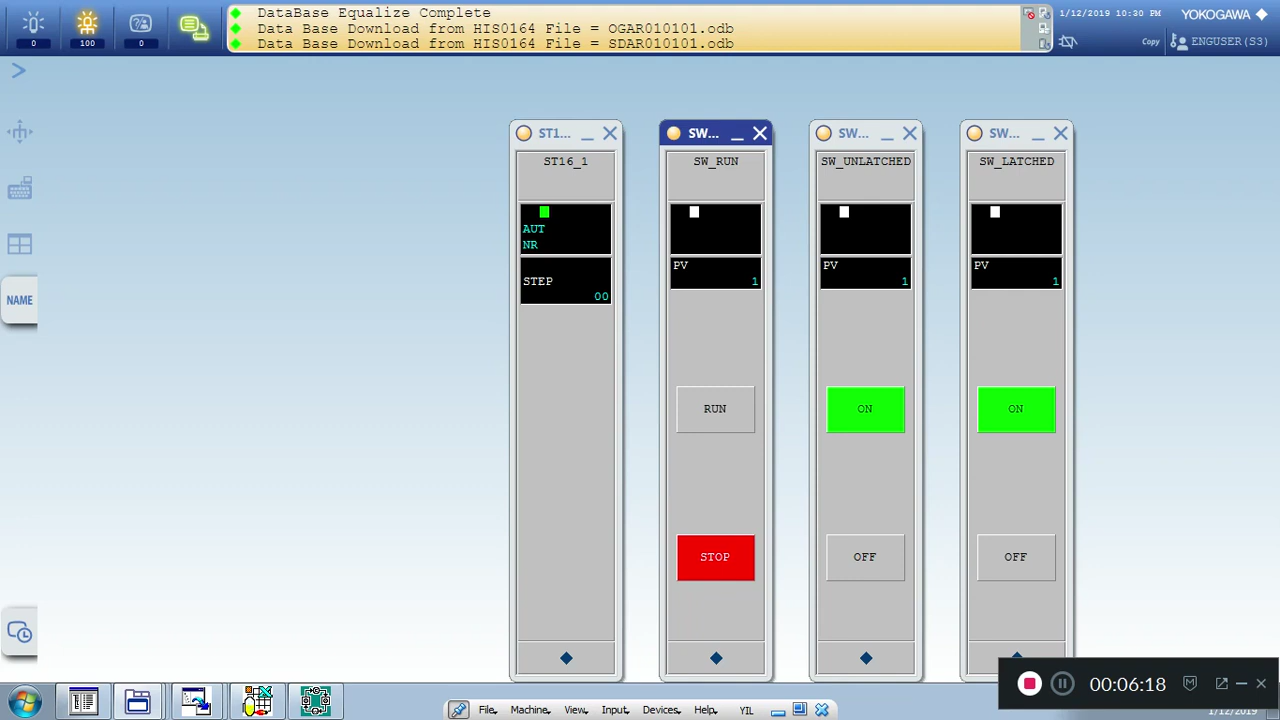 DataBase Equalize Complete
Data Base Download from HIS0164 File = OGAR010101.odb
Data Base Download from HIS0164 File = SDAR010101.odb
1/12/2019 10:30 PM
YOKOGAWA
0
100
0
Copy
ENGUSER (S3)
NAME
ST1...
SW...
SW...
SW...
ST16_1
SW_RUN
SW_UNLATCHED
SW_LATCHED
AUT
NR
STEP
00
PV
1
PV
1
PV
1
RUN
ON
ON
STOP
OFF
OFF
00:06:18
File
Machine
View
Input
Devices
Help
YIL
1/12/2019